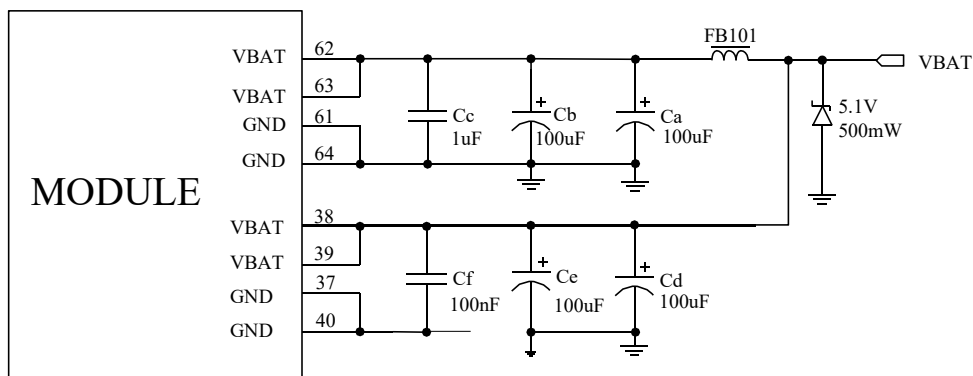 FB101
VBAT 62
VBAT 63
GND 61
GND 64
Cc
1uF
Cb
100uF
Ca
100uF
VBAT
5.1V
500mW
MODULE
VBAT 38
VBAT 39
GND 37
GND 40
Cf
100nF
Ce
100uF
Cd
100uF